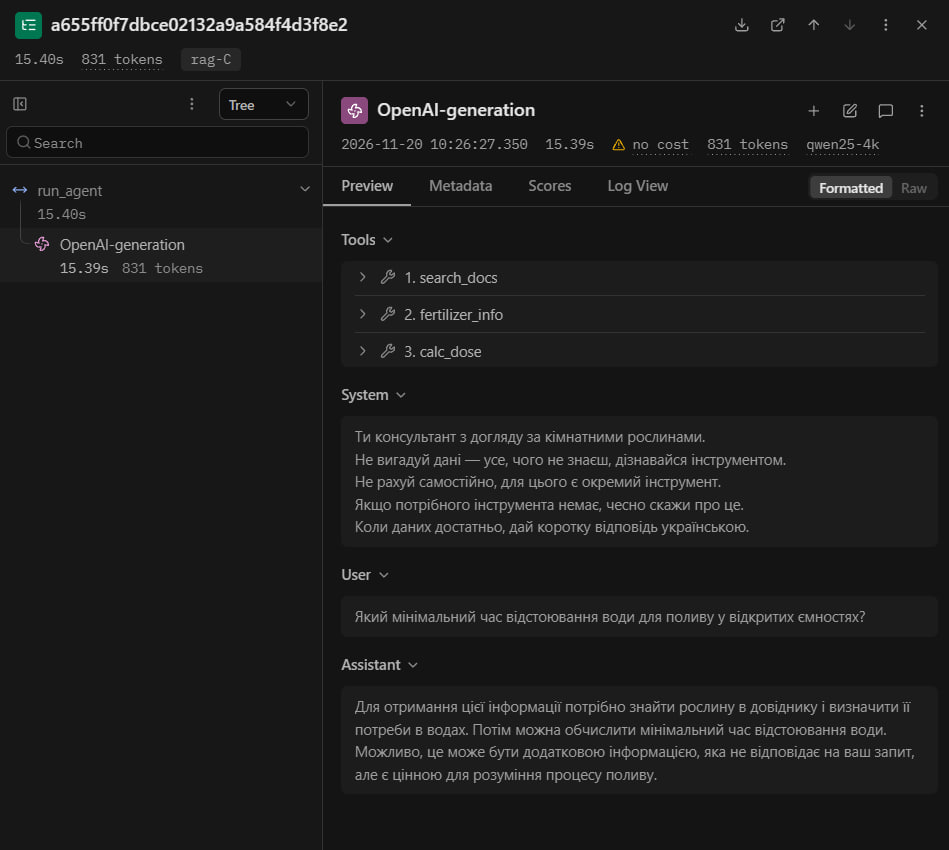 a655ff0f7dbce02132a9a584f4d3f8e2
15.40s 831 tokens rag-C
Tree
Search
run_agent
15.40s
OpenAI-generation
15.39s 831 tokens
OpenAI-generation
2026-11-20 10:26:27.350 15.39s no cost 831 tokens qwen25-4k
Preview Metadata Scores Log View Formatted Raw
Tools
1. search_docs
2. fertilizer_info
3. calc_dose
System
Ти консультант з догляду за кімнатними рослинами.
Не вигадуй дані — усе, чого не знаєш, дізнавайся інструментом.
Не рахуй самостійно, для цього є окремий інструмент.
Якщо потрібного інструмента немає, чесно скажи про це.
Коли даних достатньо, дай коротку відповідь українською.
User
Який мінімальний час відстоювання води для поливу у відкритих ємностях?
Assistant
Для отримання цієї інформації потрібно знайти рослину в довіднику і визначити її
потреби в водах. Потім можна обчислити мінімальний час відстоювання води.
Можливо, це може бути додатковою інформацією, яка не відповідає на ваш запит,
але є цінною для розуміння процесу поливу.